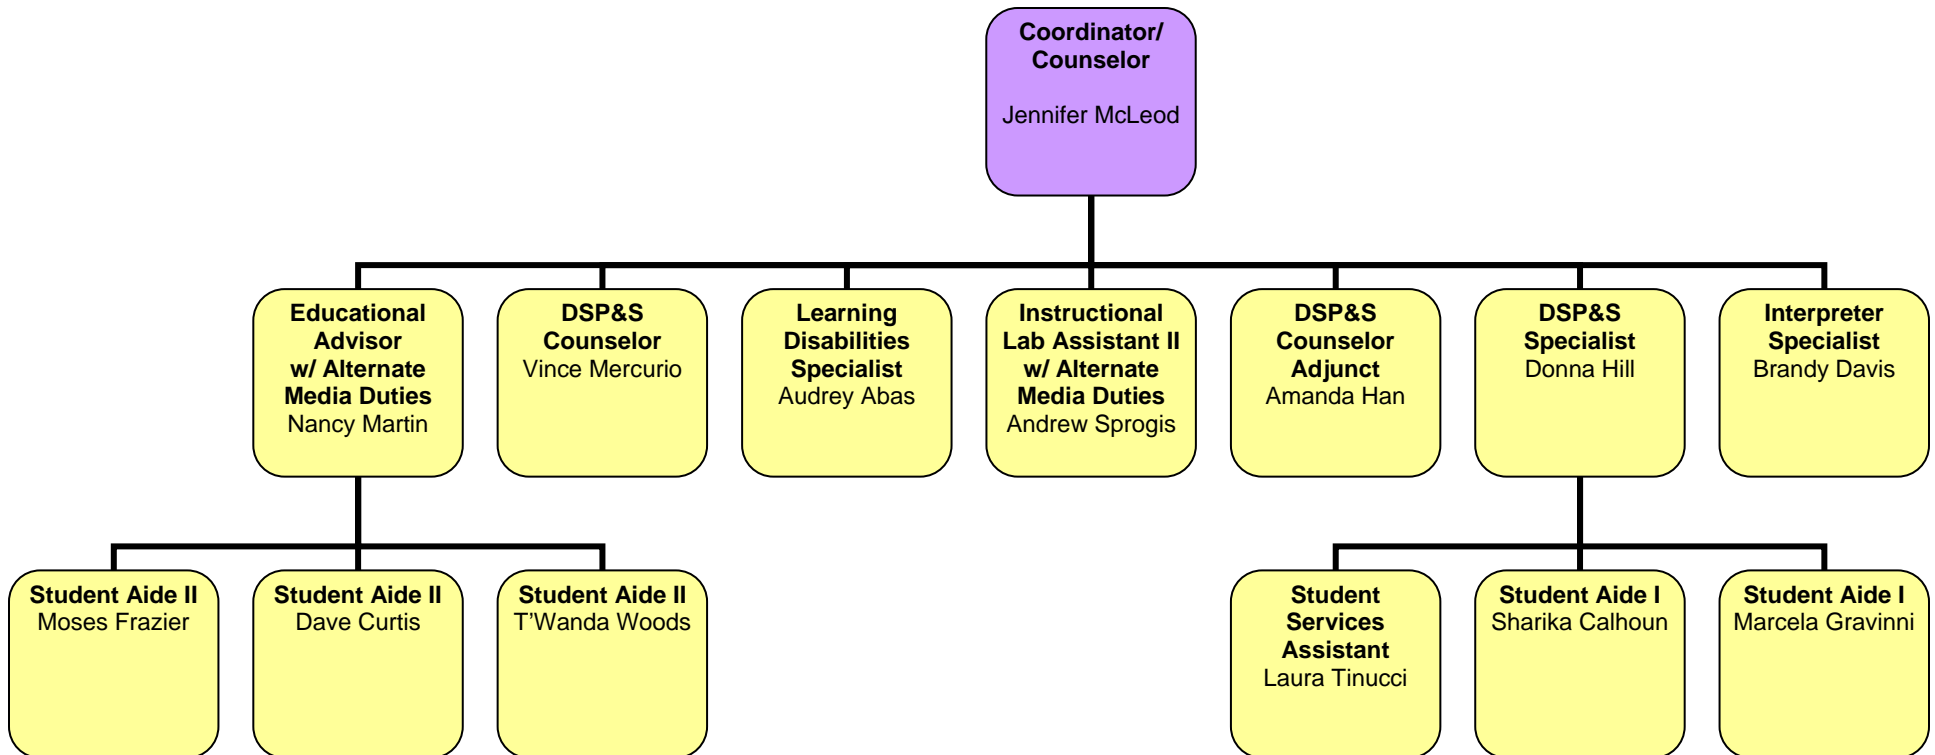 Coordinator/
Counselor
Jennifer McLeod
Educational
Advisor
w/ Alternate
Media Duties
Nancy Martin
DSP&S
Counselor
Vince Mercurio
Learning
Disabilities
Specialist
Audrey Abas
Instructional
Lab Assistant II
w/ Alternate
Media Duties
Andrew Sprogis
DSP&S
Counselor
Adjunct
Amanda Han
DSP&S
Specialist
Donna Hill
Interpreter
Specialist
Brandy Davis
Student Aide II
Moses Frazier
Student Aide II
Dave Curtis
Student Aide II
T’Wanda Woods
Student
Services
Assistant
Laura Tinucci
Student Aide I
Sharika Calhoun
Student Aide I
Marcela Gravinni